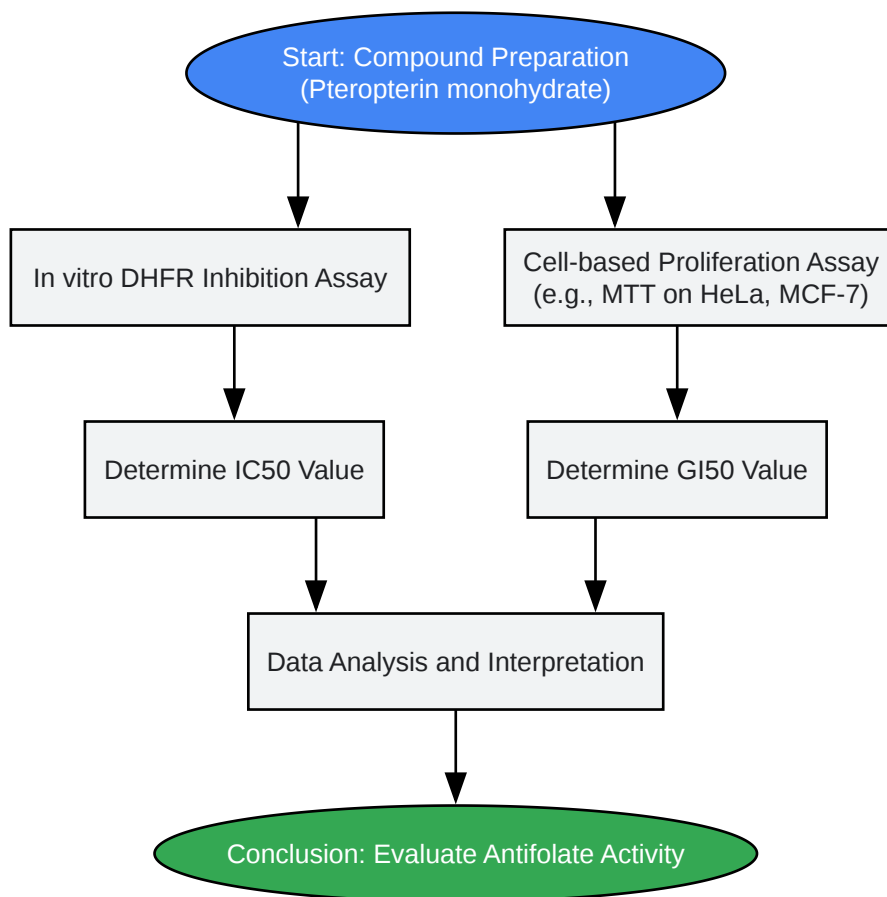 Start: Compound Preparation
(Pteropterin monohydrate)
In vitro DHFR Inhibition Assay
Cell-based Proliferation Assay
(e.g., MTT on HeLa, MCF-7)
Determine IC50 Value
Determine GI50 Value
Data Analysis and Interpretation
Conclusion: Evaluate Antifolate Activity